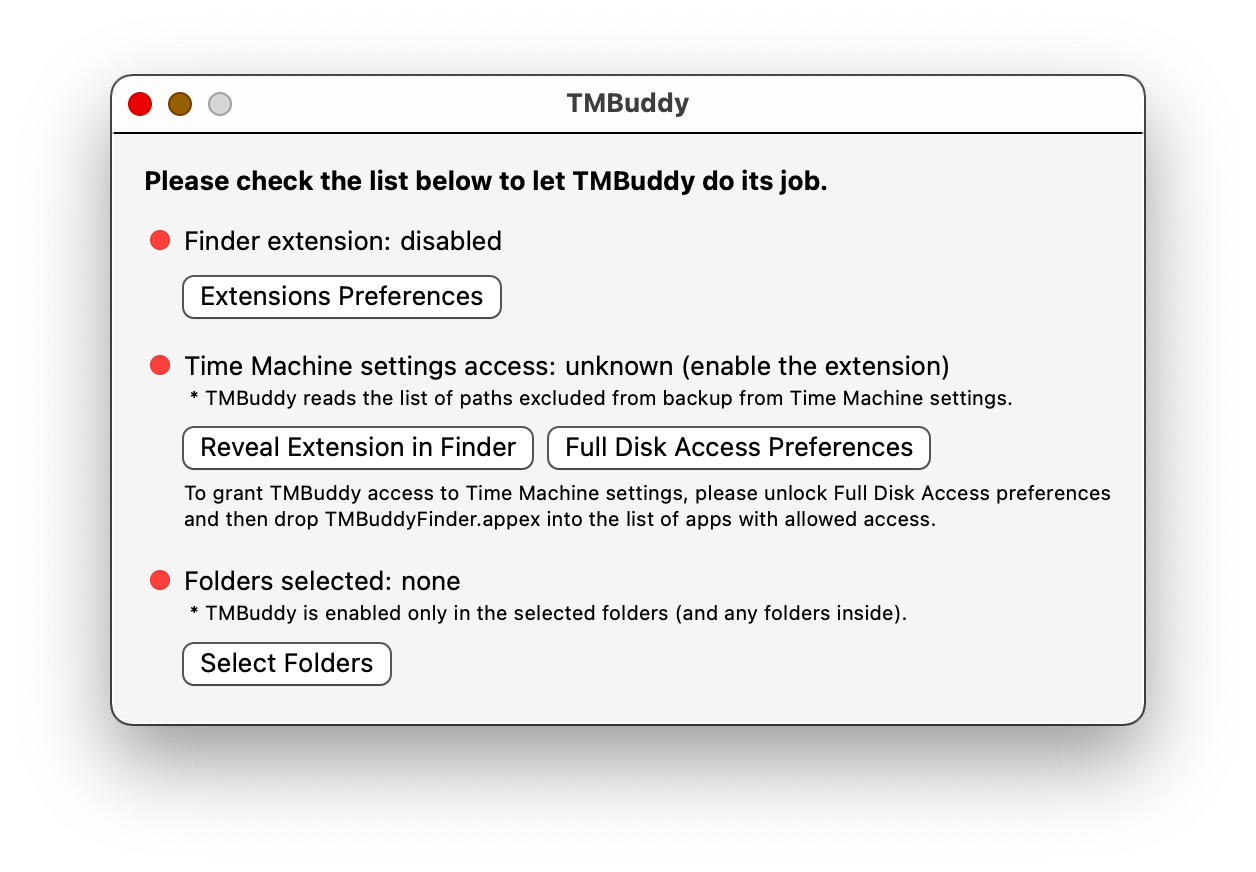 TMBuddy
Please check the list below to let TMBuddy do its job.
Finder extension: disabled
Extensions Preferences
Time Machine settings access: unknown (enable the extension)
* TMBuddy reads the list of paths excluded from backup from Time Machine settings.
Reveal Extension in Finder Full Disk Access Preferences
To grant TMBuddy access to Time Machine settings, please unlock Full Disk Access preferences
and then drop TMBuddyFinder.appex into the list of apps with allowed access.
Folders selected: none
* TMBuddy is enabled only in the selected folders (and any folders inside).
Select Folders